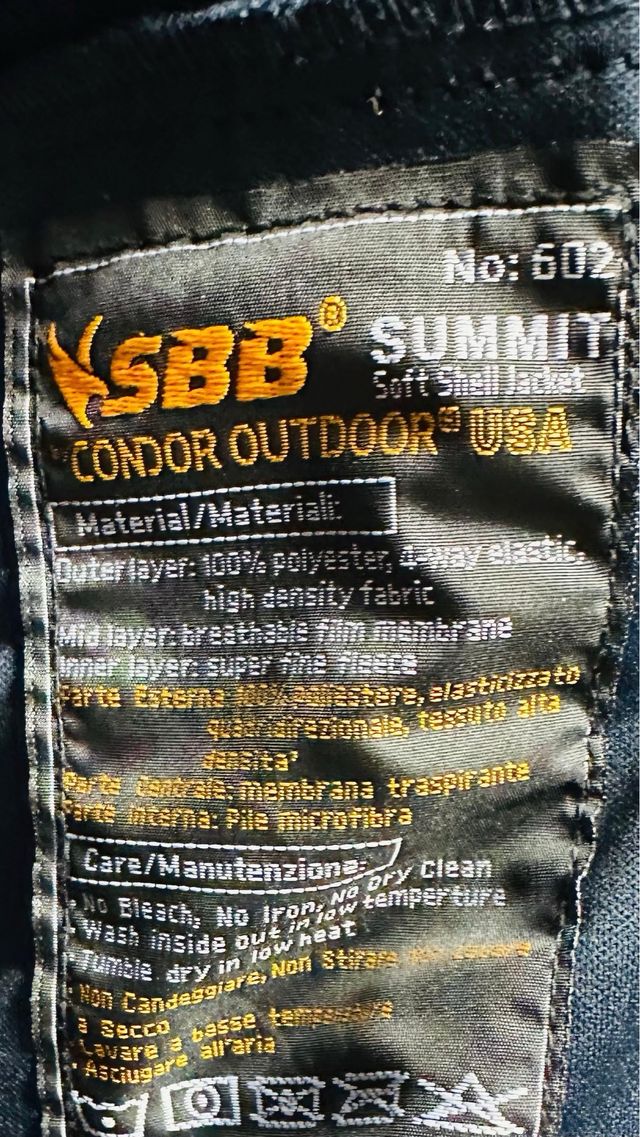 No: 602
SBB® SUMMIT
Soft Shell Jacket
CONDOR OUTDOOR® USA
Material/Materiali:
Outer layer: 100% polyester, 4-way elastic,
high density fabric
Mid layer: breathable film membrane
Inner layer: super fine fleece
Parte Esterna 100% poliestere, elasticizzato
quadridirezionale, tessuto alta
densita'
Parte Centrale: membrana traspirante
Parte interna: Pile microfibra
Care/Manutenzione:
• No Bleach, No Iron, No Dry Clean
• Wash inside out in low temperture
• Tumble dry in low heat
• Non Candeggiare, Non Stirare
a Secco
• Lavare a basse temperature
• Asciugare all'aria